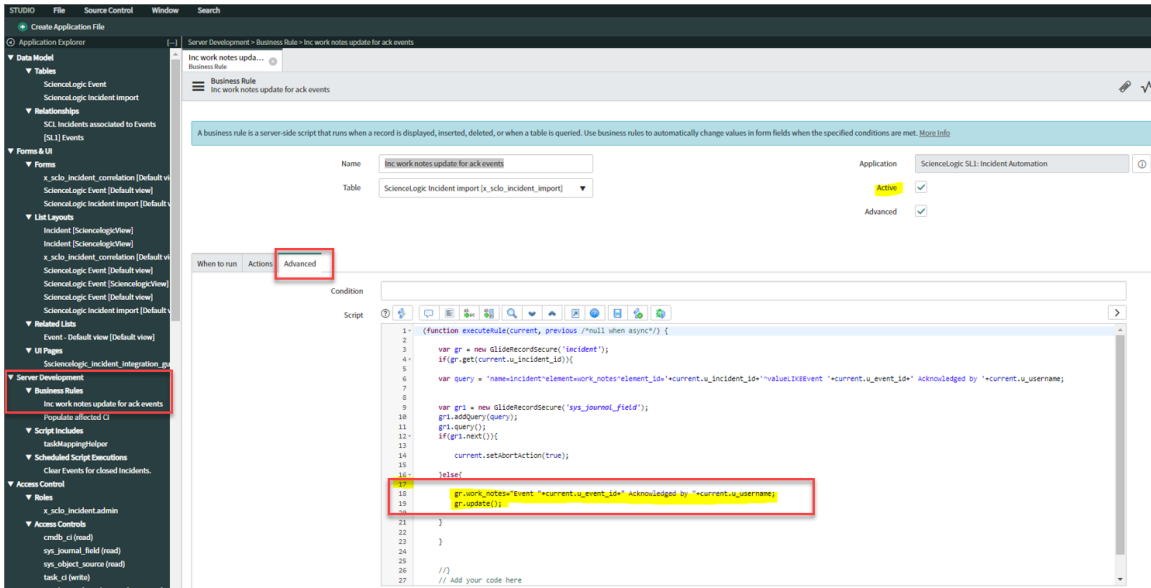 STUDIO File Source Control Window Search
Create Application File
Application Explorer [—]
Data Model
Tables
ScienceLogic Event
ScienceLogic Incident import
Relationships
SCL Incidents associated to Events
[SL1] Events
Forms & UI
Forms
x_sclo_incident_correlation [Default vi
ScienceLogic Event [Default view]
ScienceLogic Incident import [Default v
List Layouts
Incident [SciencelogicView]
Incident [SciencelogicView]
x_sclo_incident_correlation [Default vi
ScienceLogic Event [Default view]
ScienceLogic Event [SciencelogicView]
ScienceLogic Event [Default view]
ScienceLogic Incident import [Default v
Related Lists
Event - Default view [Default view]
UI Pages
$sciencelogic_incident_integration_gu
Server Development
Business Rules
Inc work notes update for ack events
Populate affected CI
Script Includes
taskMappingHelper
Scheduled Script Executions
Clear Events for closed Incidents.
Access Control
Roles
x_sclo_incident.admin
Access Controls
cmdb_ci (read)
sys_journal_field (read)
sys_object_source (read)
task_ci (write)
Server Development > Business Rule > Inc work notes update for ack events
Inc work notes upda...
Business Rule
Business Rule
Inc work notes update for ack events
A business rule is a server-side script that runs when a record is displayed, inserted, deleted, or when a table is queried. Use business rules to automatically change values in form fields when the specified conditions are met. More Info
Name Inc work notes update for ack events
Application ScienceLogic SL1: Incident Automation
Table ScienceLogic Incident import [x_sclo_incident_import]
Active
Advanced
When to run Actions Advanced
Condition
Script
1 (function executeRule(current, previous /*null when async*/) {
2
3 var gr = new GlideRecordSecure('incident');
4 if(gr.get(current.u_incident_id)){
5
6 var query = 'name=incident^element=work_notes^element_id='+current.u_incident_id+'^valueLIKEEvent '+current.u_event_id+' Acknowledged by '+current.u_username;
7
8
9 var gr1 = new GlideRecordSecure('sys_journal_field');
10 gr1.addQuery(query);
11 gr1.query();
12 if(gr1.next()){
13
14 current.setAbortAction(true);
15
16 }else{
17
18 gr.work_notes="Event "+current.u_event_id+" Acknowledged by "+current.u_username;
19 gr.update();
20
21 }
22
23 }
24
25
26 //}
27 // Add your code here